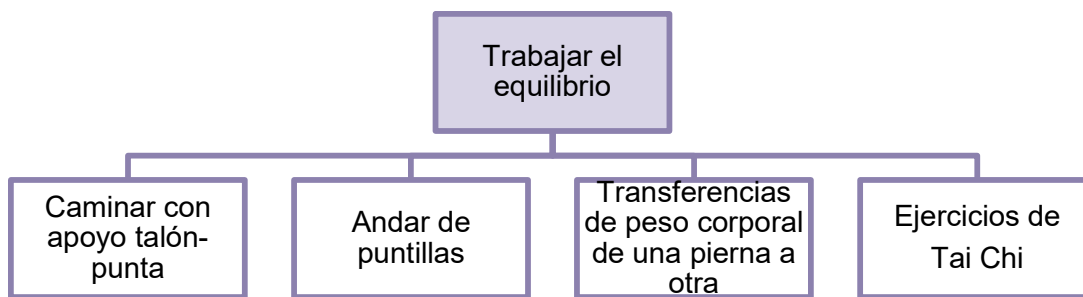 Trabajar el
equilibrio
Caminar con
apoyo talón-
punta
Andar de
puntillas
Transferencias
de peso corporal
de una pierna a
otra
Ejercicios de
Tai Chi